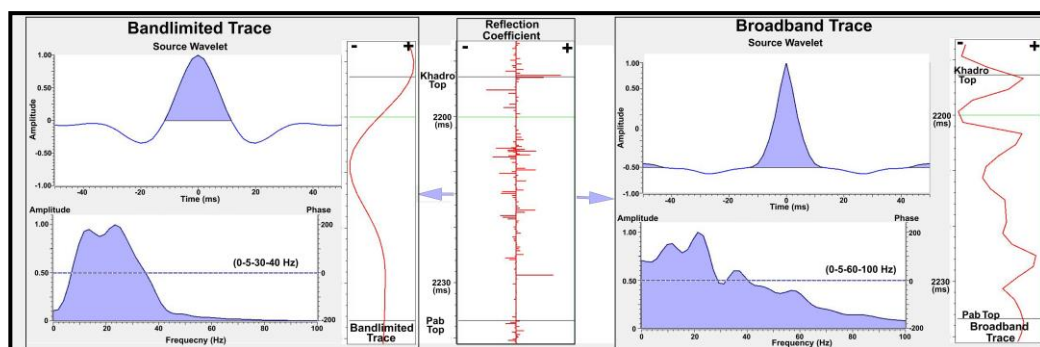 Bandlimited Trace
Source Wavelet
1.00
0.50
0
-0.50
-1.00
Amplitude
-40
-20
0
20
40
Time (ms)
Amplitude
Phase
1.00
0.50
0
200
0
-200
(0-5-30-40 Hz)
0
20
40
60
80
100
Frequecny (Hz)
- +
Bandlimited
Trace
Reflection
Coefficient
- +
Khadro
Top
2200
(ms)
2230
(ms)
Pab
Top
Broadband Trace
Source Wavelet
1.00
0.50
0
-0.50
-1.00
Amplitude
-40
-20
0
20
40
Time (ms)
Amplitude
Phase
1.00
0.50
0
200
0
-200
(0-5-60-100 Hz)
0
20
40
60
80
100
Frequecny (Hz)
- +
Khadro
Top
2200
(ms)
2230
(ms)
Pab Top
Broadband
Trace